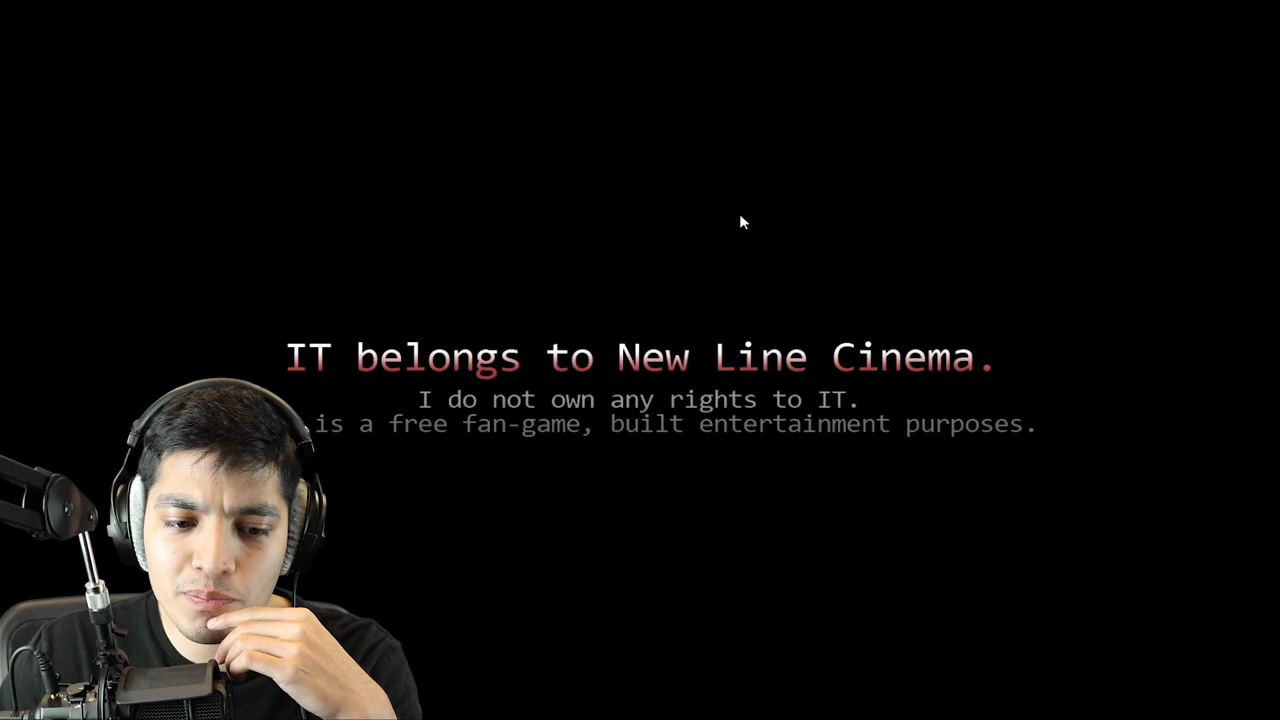 IT belongs to New Line Cinema.
I do not own any rights to IT.
is a free fan-game, built entertainment purposes.